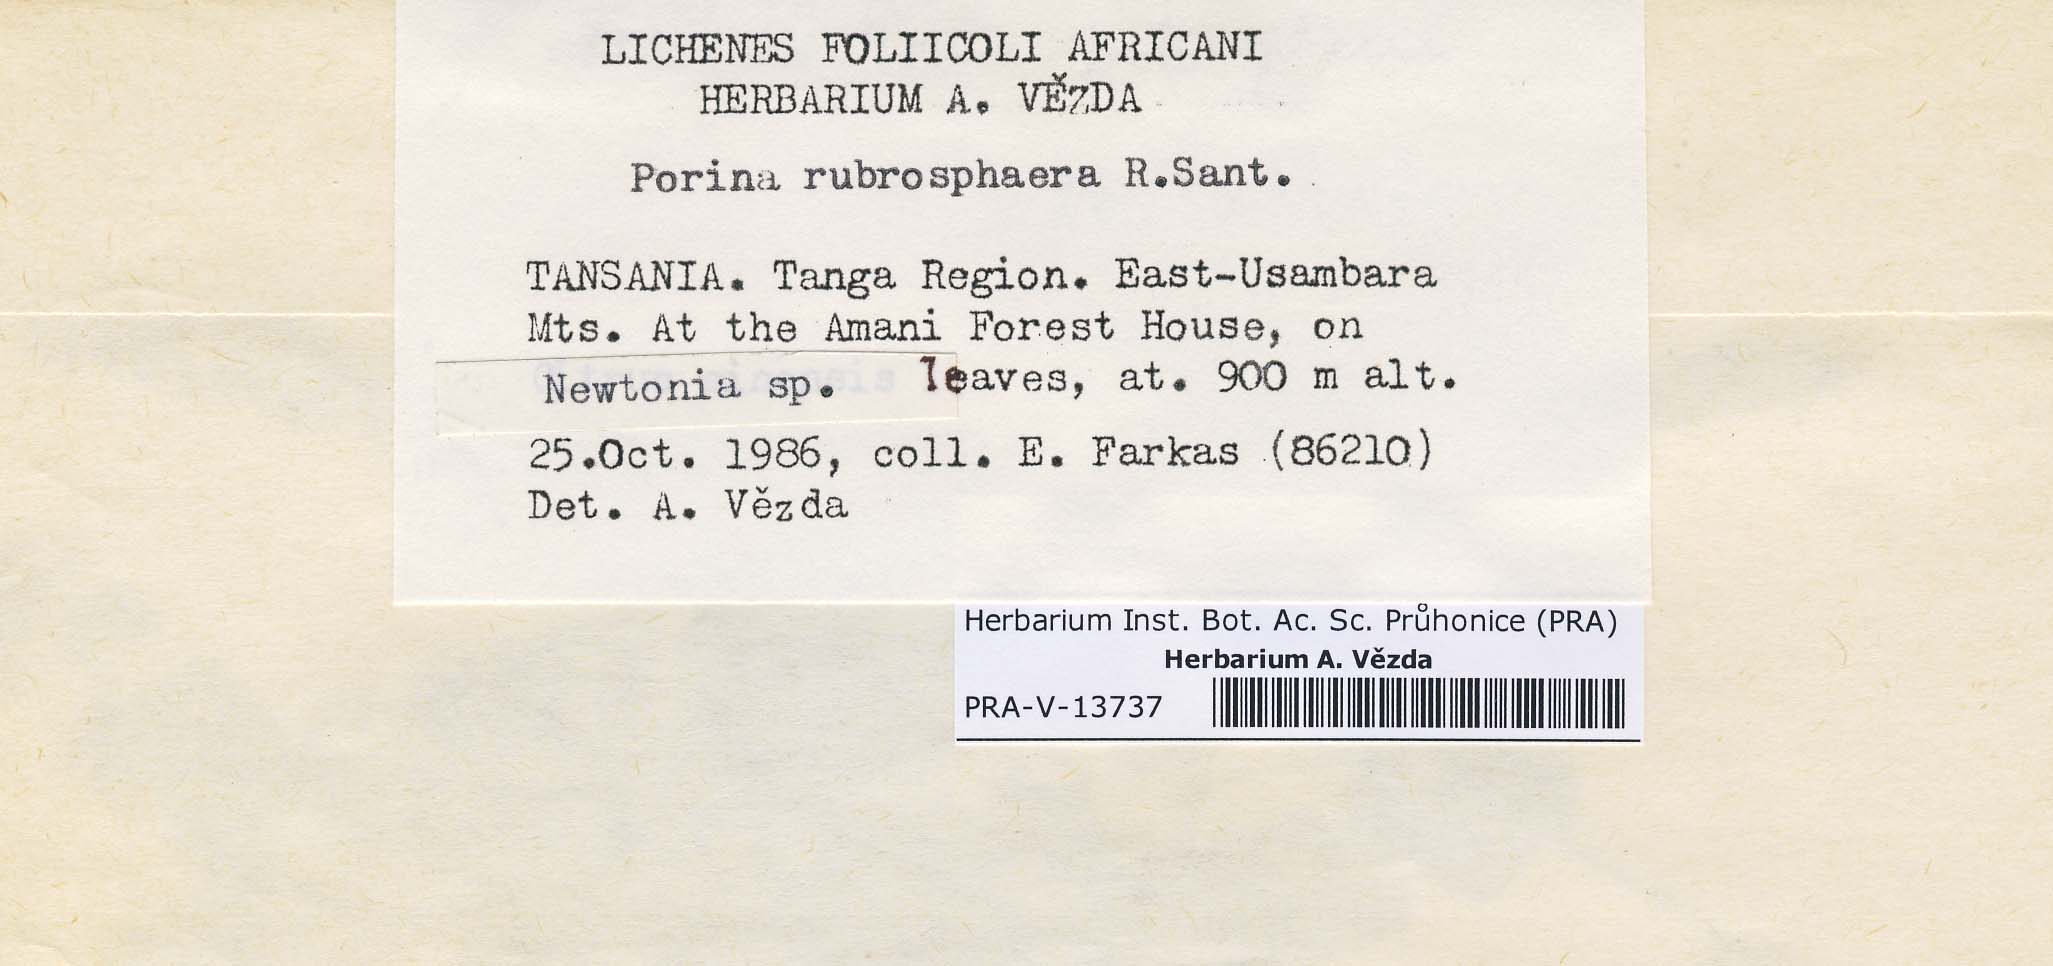 LICHENES FOLIICOLI AFRICANI
HERBARIUM A. VĚZDA
Porina rubrosphaera R.Sant.
TANSANIA. Tanga Region. East-Usambara
Mts. At the Amani Forest House, on
Newtonia sp. leaves, at. 900 m alt.
25.Oct. 1986, coll. E. Farkas (86210)
Det. A. Vězda
Herbarium Inst. Bot. Ac. Sc. Průhonice (PRA)
Herbarium A. Vězda
PRA-V-13737